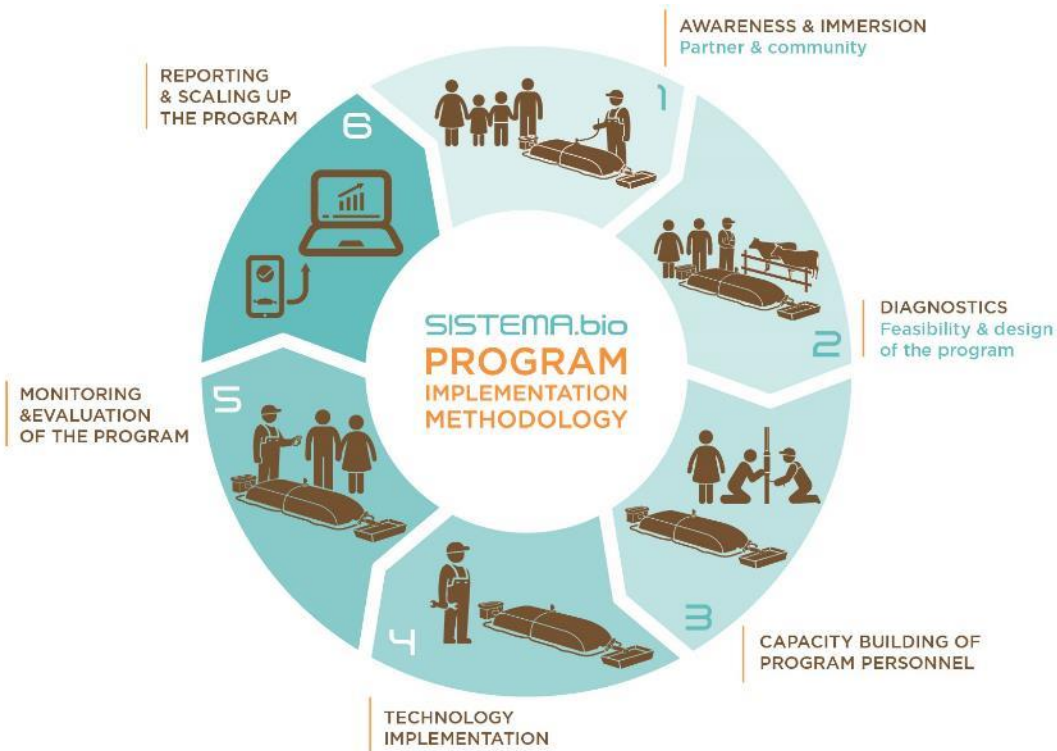 SISTEMA.bio
PROGRAM
IMPLEMENTATION
METHODOLOGY
1
AWARENESS & IMMERSION
Partner & community
2
DIAGNOSTICS
Feasibility & design
of the program
3
CAPACITY BUILDING OF
PROGRAM PERSONNEL
4
TECHNOLOGY
IMPLEMENTATION
5
MONITORING
&EVALUATION
OF THE PROGRAM
6
REPORTING
& SCALING UP
THE PROGRAM